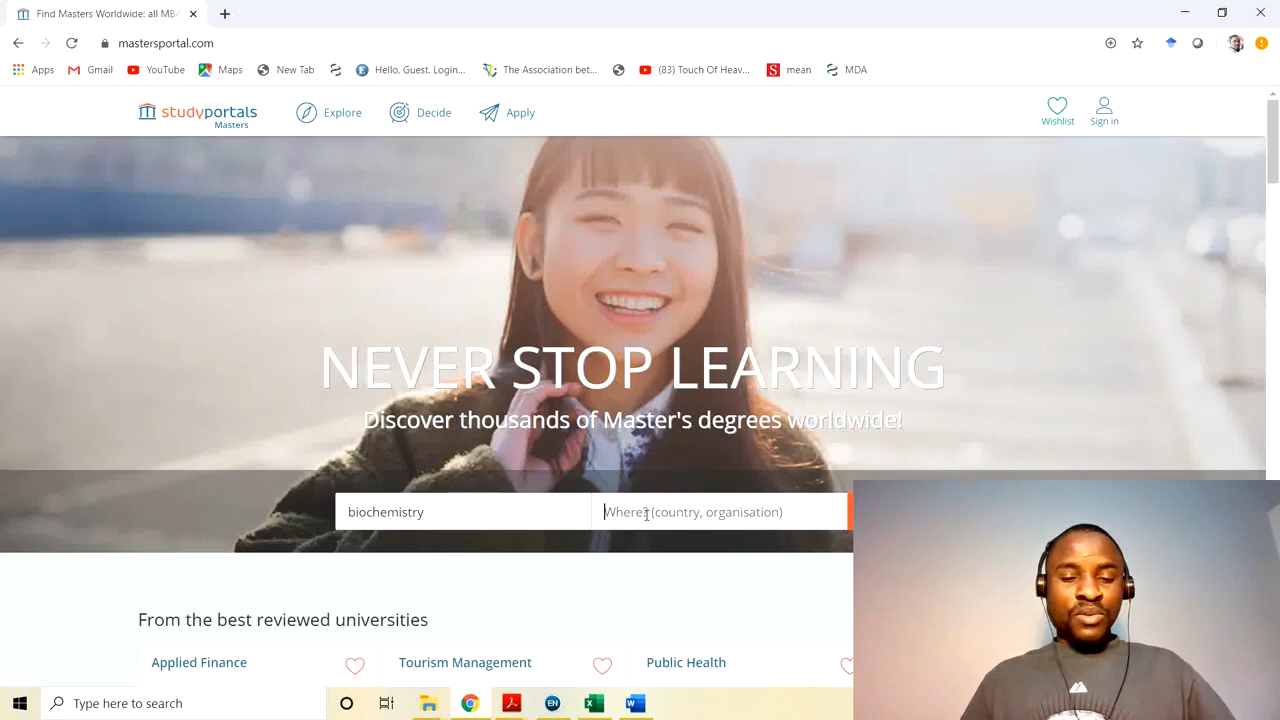 Find Masters Worldwide: all MBA
mastersportal.com
Apps
Gmail
YouTube
Maps
New Tab
Hello, Guest. Login...
The Association bet...
(83) Touch Of Heav...
mean
MDA
studyportals
Masters
Explore
Decide
Apply
Wishlist
Sign in
NEVER STOP LEARNING
Discover thousands of Master's degrees worldwide!
biochemistry
Where? (country, organisation)
From the best reviewed universities
Applied Finance
Tourism Management
Public Health
Type here to search
EN